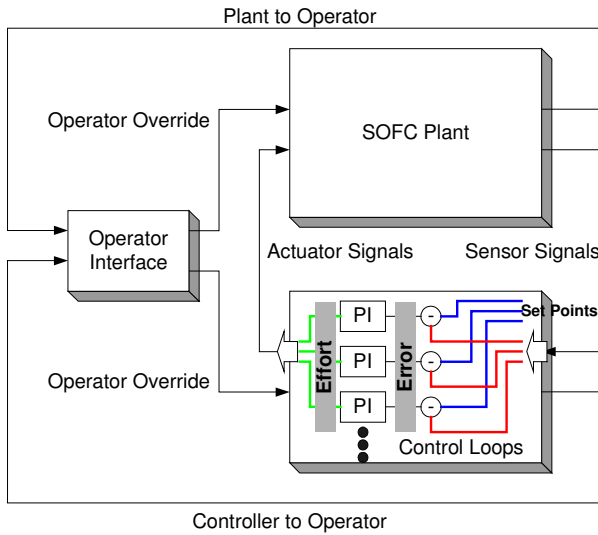 Plant to Operator
Operator Override
SOFC Plant
Operator
Interface
Actuator Signals
Sensor Signals
Set Points
PI
-
Effort
Error
PI
-
Operator Override
PI
-
Control Loops
Controller to Operator